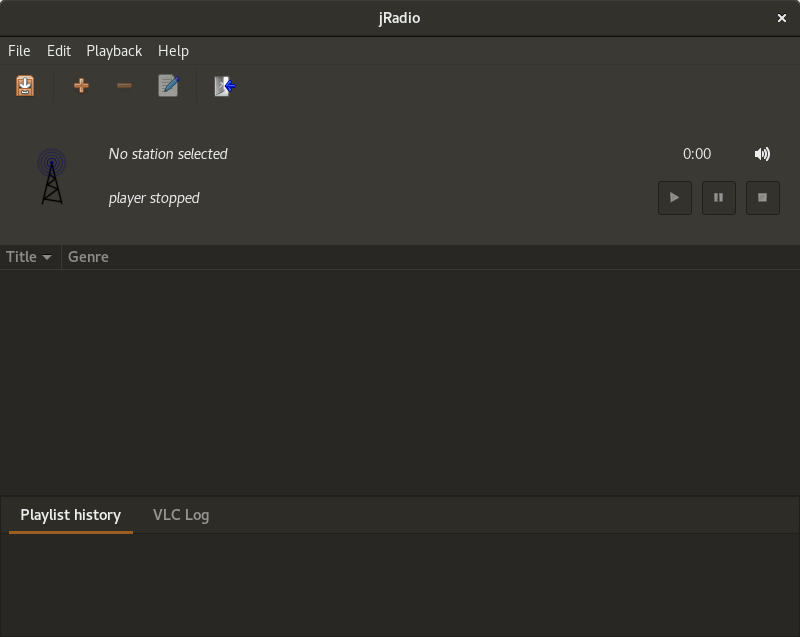 jRadio
File Edit Playback Help
No station selected 0:00
player stopped
Title Genre
Playlist history VLC Log